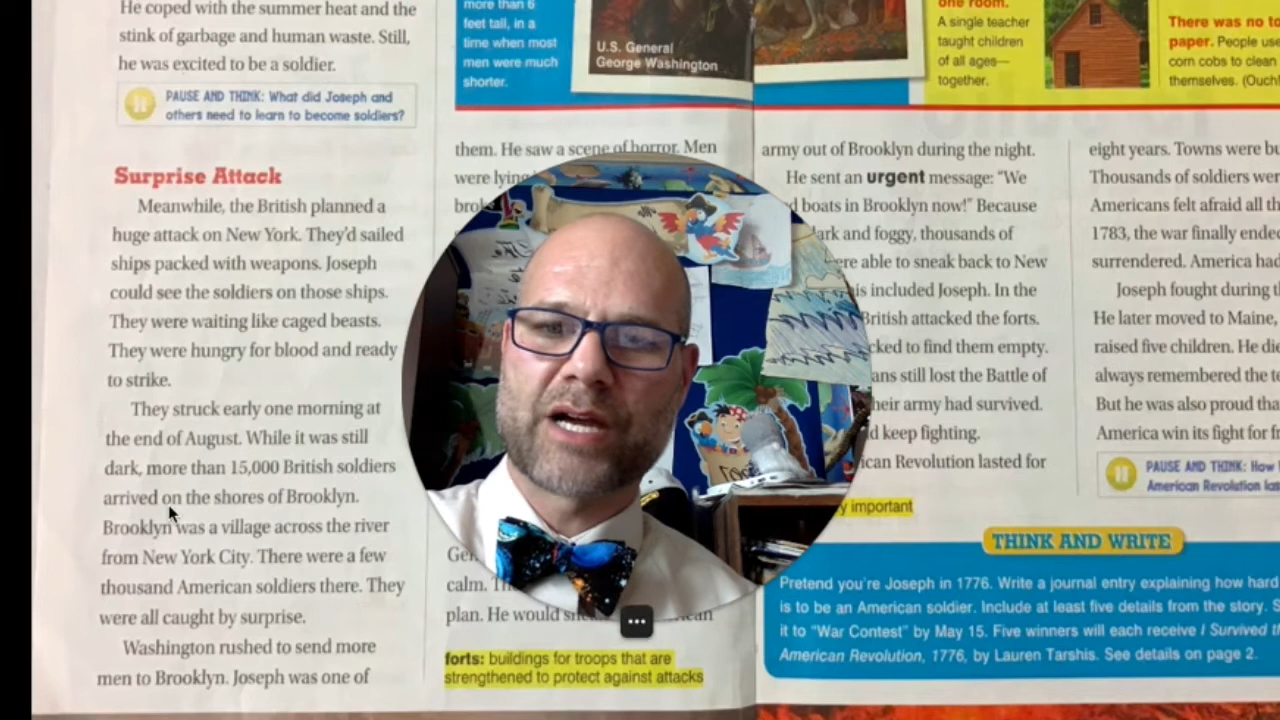 He coped with the summer heat and the
stink of garbage and human waste. Still,
he was excited to be a soldier.
PAUSE AND THINK: What did Joseph and
others need to learn to become soldiers?
Surprise Attack
Meanwhile, the British planned a
huge attack on New York. They'd sailed
ships packed with weapons. Joseph
could see the soldiers on those ships.
They were waiting like caged beasts.
They were hungry for blood and ready
to strike.
They struck early one morning at
the end of August. While it was still
dark, more than 15,000 British soldiers
arrived on the shores of Brooklyn.
Brooklyn was a village across the river
from New York City. There were a few
thousand American soldiers there. They
were all caught by surprise.
Washington rushed to send more
men to Brooklyn. Joseph was one of
more than 6
feet tall, in a
time when most
men were much
shorter.
U.S. General
George Washington
one room.
A single teacher
taught children
of all ages—
together.
There was no to
paper. People use
corn cobs to clean
themselves. (Ouch!
them. He saw a scene of horror. Men
were lying
calm.
plan. He would
forts: buildings for troops that are
strengthened to protect against attacks
army out of Brooklyn during the night.
He sent an urgent message: "We
boats in Brooklyn now!" Because
dark and foggy, thousands of
were able to sneak back to New
included Joseph. In the
British attacked the forts.
to find them empty.
still lost the Battle of
their army had survived.
keep fighting.
Revolution lasted for
important
eight years. Towns were bu
Thousands of soldiers wer
Americans felt afraid all th
1783, the war finally ende
surrendered. America had
Joseph fought during t
He later moved to Maine,
raised five children. He die
always remembered the te
But he was also proud tha
America win its fight for f
PAUSE AND THINK: How
American Revolution las
THINK AND WRITE
Pretend you're Joseph in 1776. Write a journal entry explaining how hard
is to be an American soldier. Include at least five details from the story. S
it to "War Contest" by May 15. Five winners will each receive I Survived th
American Revolution, 1776, by Lauren Tarshis. See details on page 2.